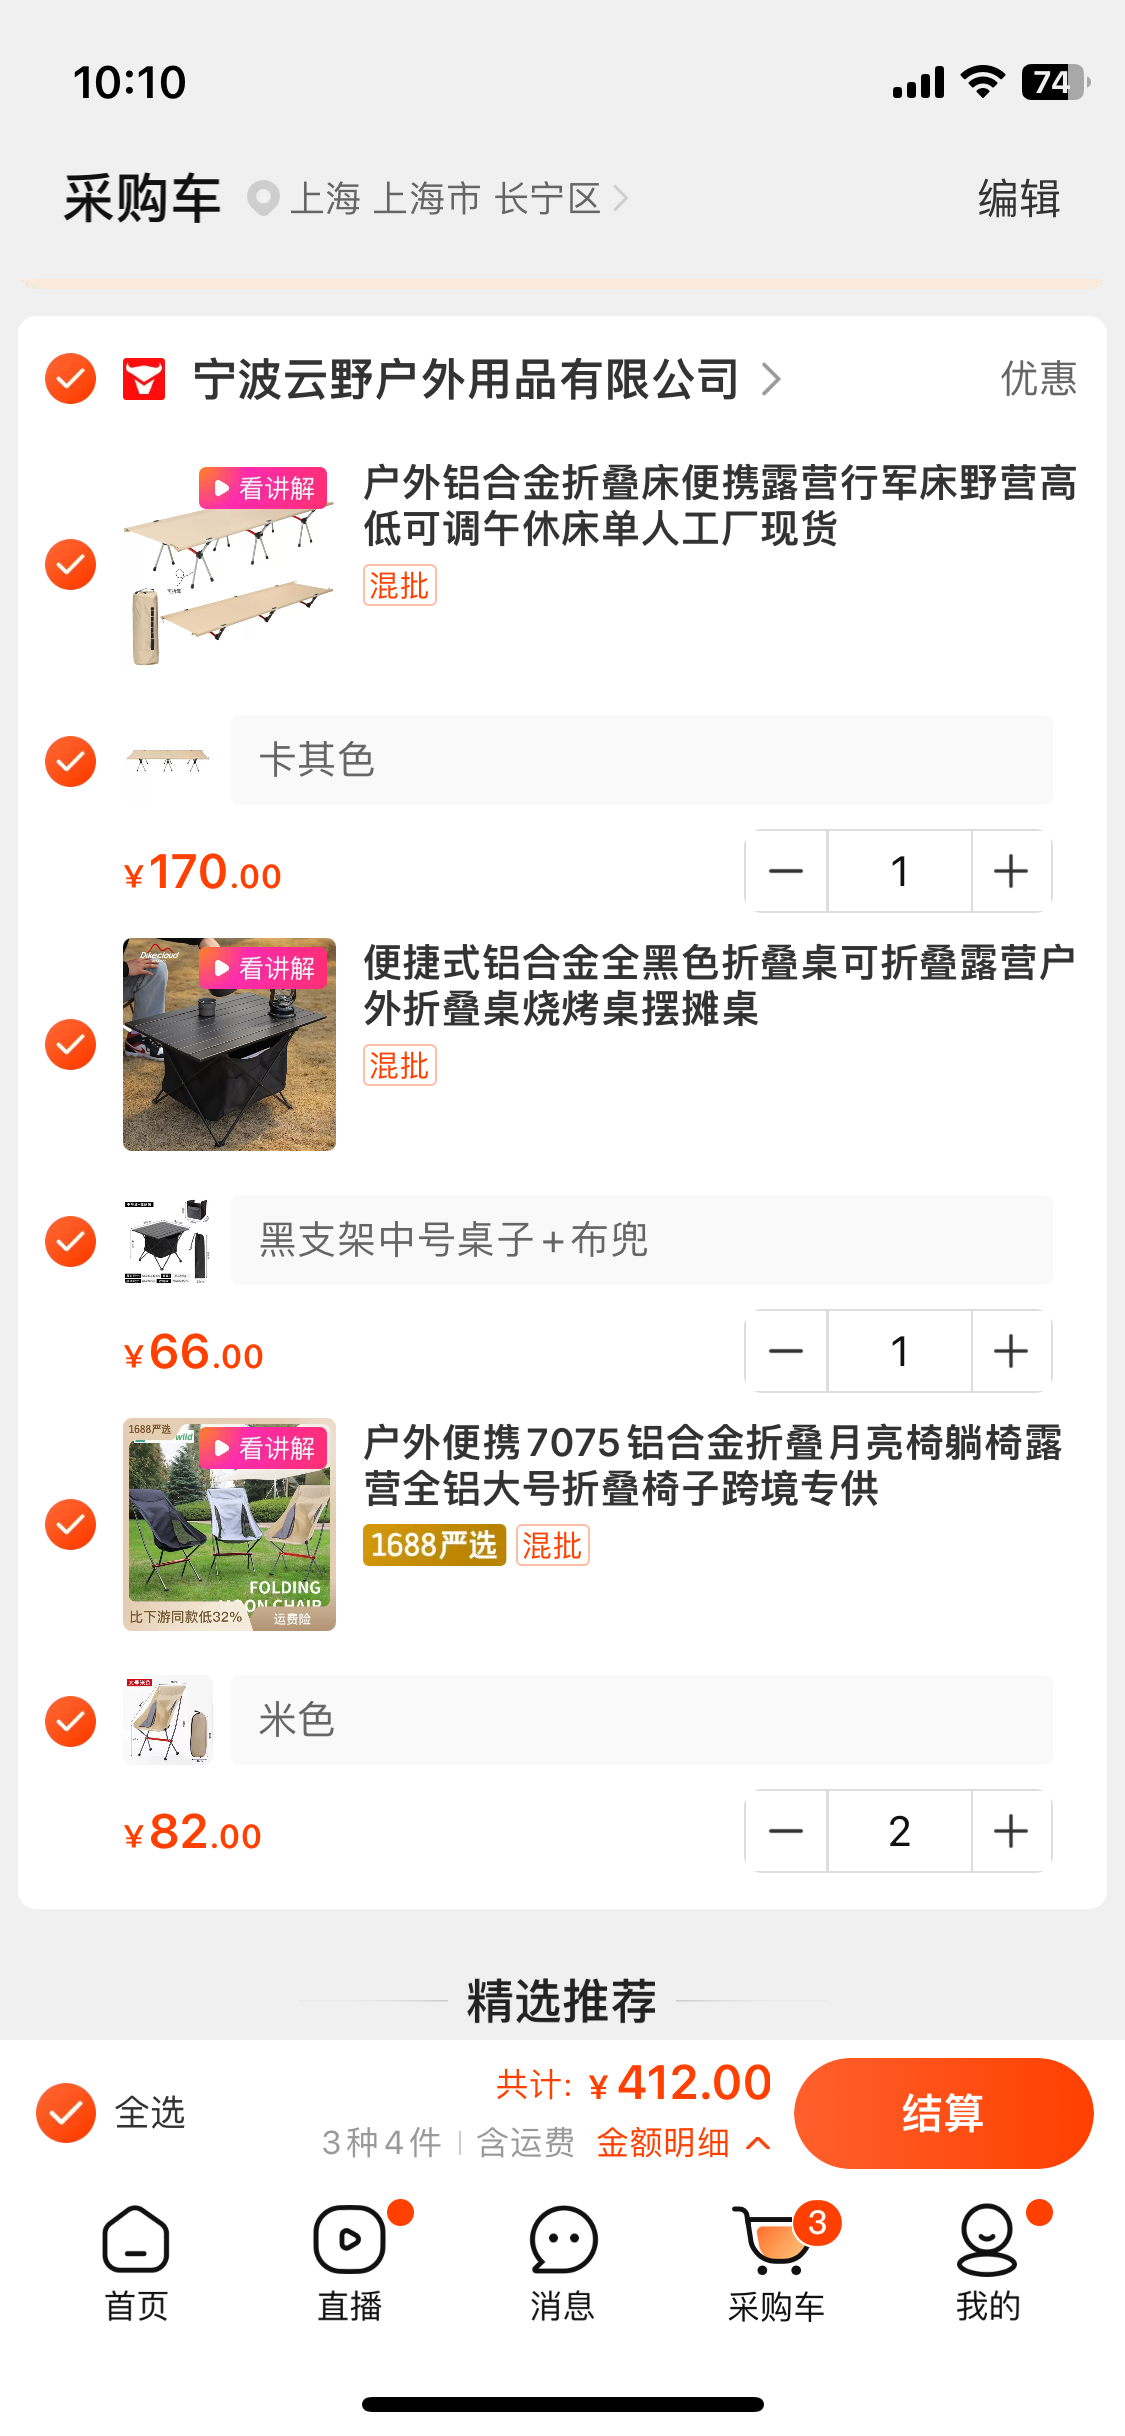 10:10
74
采购车
上海 上海市 长宁区
编辑
宁波云野户外用品有限公司
优惠
看讲解
户外铝合金折叠床便携露营行军床野营高
低可调午休床单人工厂现货
混批
卡其色
¥170.00
1
Dikecloud
看讲解
便捷式铝合金全黑色折叠桌可折叠露营户
外折叠桌烧烤桌摆摊桌
混批
黑支架中号桌子+布兜
¥66.00
1
1688严选
wild
看讲解
FOLDING
MOON CHAIR
比下游同款低32%
运费险
户外便携7075铝合金折叠月亮椅躺椅露
营全铝大号折叠椅子跨境专供
1688严选 混批
米色
¥82.00
2
精选推荐
全选
共计: ¥412.00
3种4件 | 含运费 金额明细
结算
3
首页
直播
消息
采购车
我的